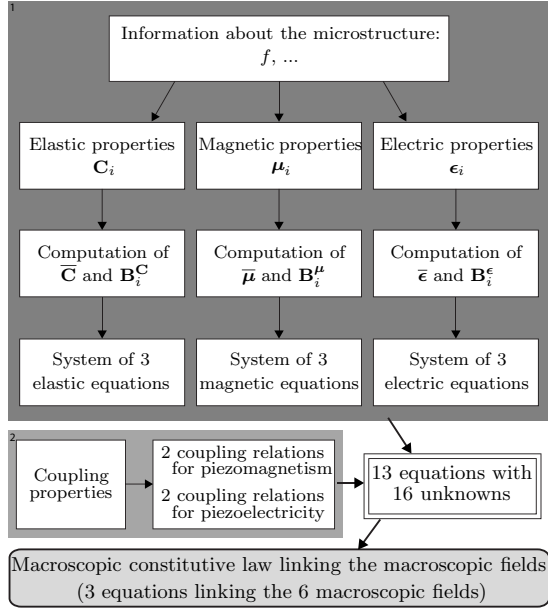 1
Information about the microstructure:
f, ...
Elastic properties
C_i
Magnetic properties
μ_i
Electric properties
ϵ_i
Computation of
C̅ and B_i^C
Computation of
μ̅ and B_i^μ
Computation of
ϵ̅ and B_i^ϵ
System of 3
elastic equations
System of 3
magnetic equations
System of 3
electric equations
2
Coupling
properties
2 coupling relations
for piezomagnetism
2 coupling relations
for piezoelectricity
13 equations with
16 unknowns
Macroscopic constitutive law linking the macroscopic fields
(3 equations linking the 6 macroscopic fields)